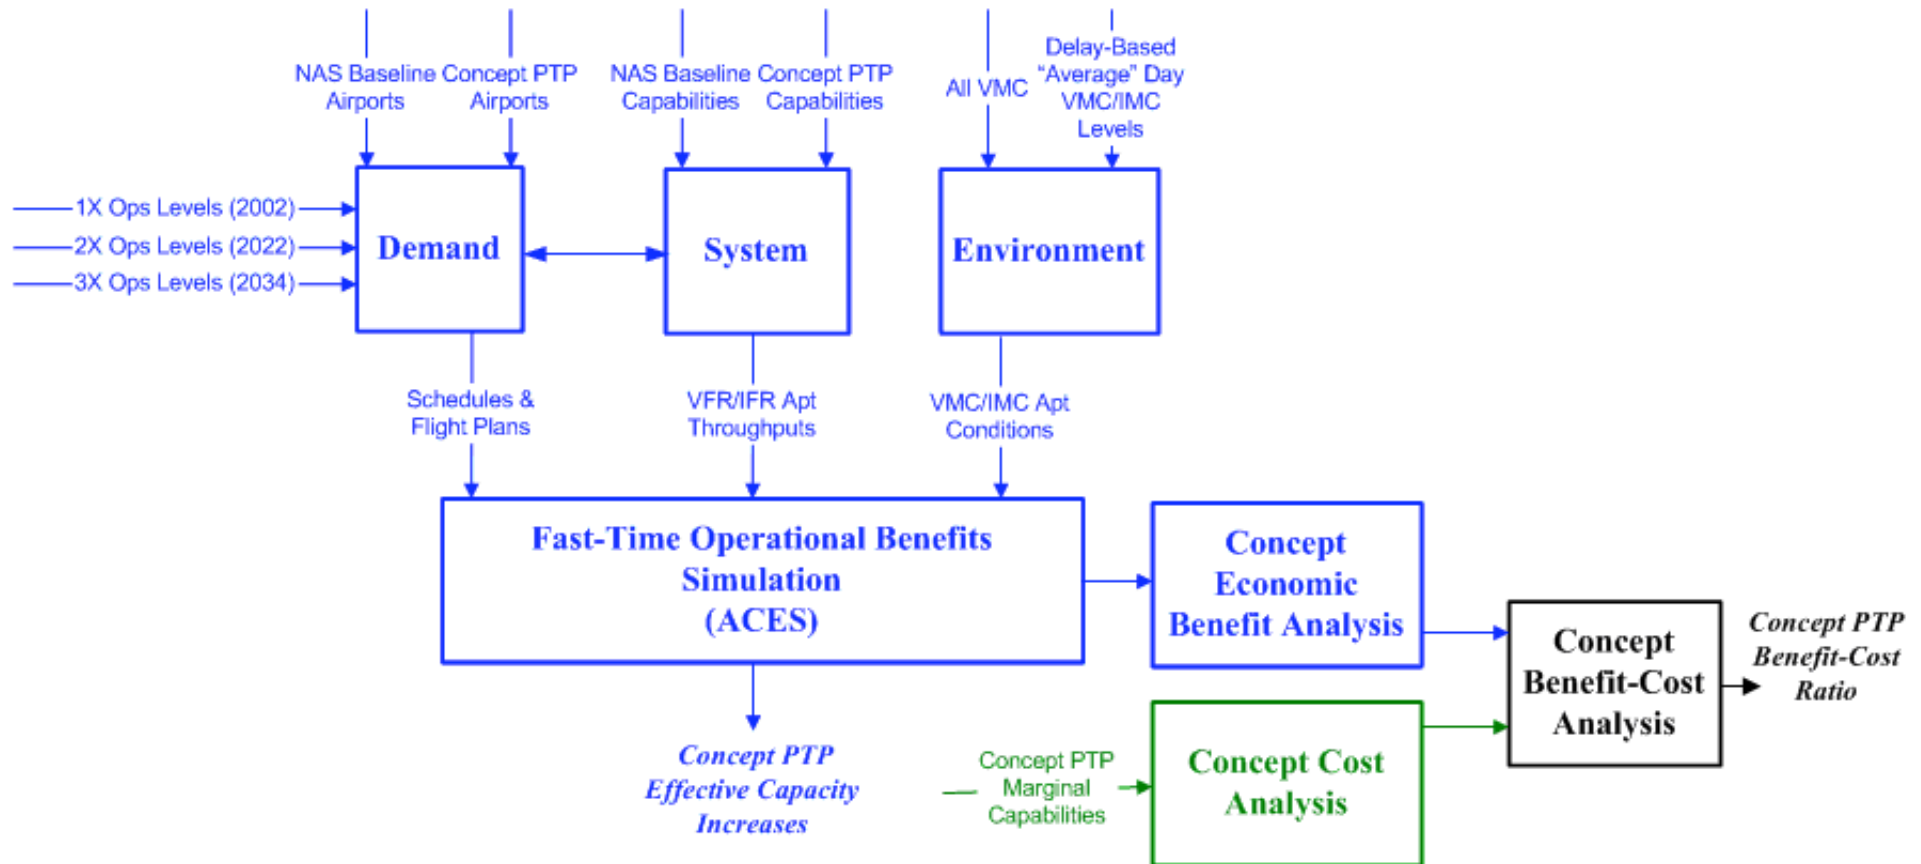 NAS Baseline
Airports
Concept PTP
Airports
NAS Baseline
Capabilities
Concept PTP
Capabilities
All VMC
Delay-Based
“Average” Day
VMC/IMC
Levels
1X Ops Levels (2002)
2X Ops Levels (2022)
3X Ops Levels (2034)
Demand
System
Environment
Schedules &
Flight Plans
VFR/IFR Apt
Throughputs
VMC/IMC Apt
Conditions
Fast-Time Operational Benefits
Simulation
(ACES)
Concept
Economic
Benefit Analysis
Concept
Benefit-Cost
Analysis
Concept PTP
Benefit-Cost
Ratio
Concept PTP
Effective Capacity
Increases
Concept PTP
Marginal
Capabilities
Concept Cost
Analysis